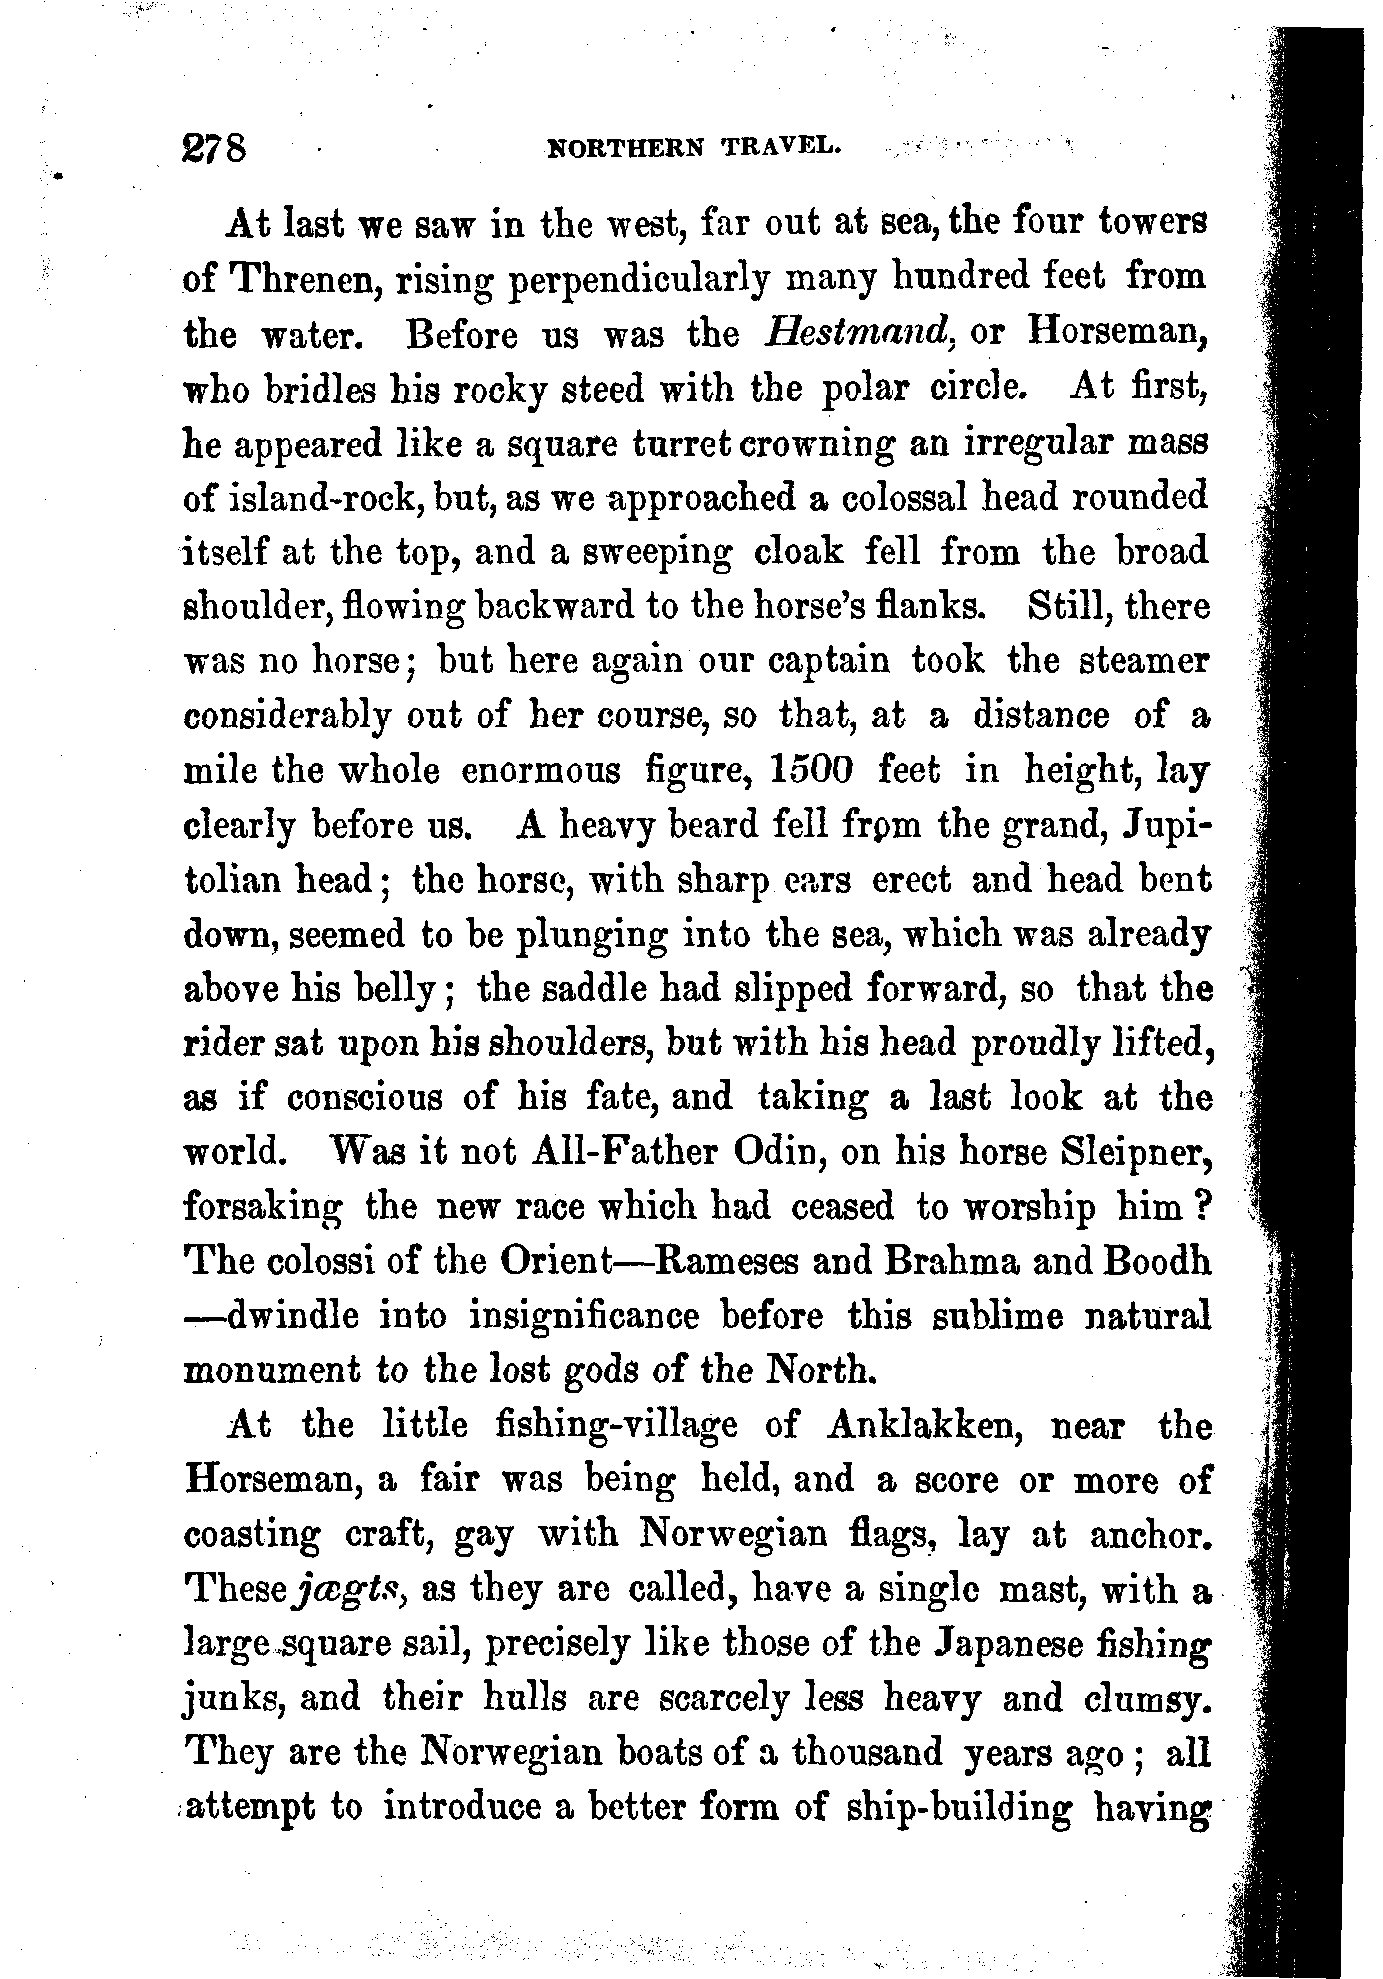 278 NORTHERN TRAVEL.
At last we saw in the west, far out at sea, the four towers
of Threnen, rising perpendicularly many hundred feet from
the water. Before us was the Hestmand, or Horseman,
who bridles his rocky steed with the polar circle. At first,
he appeared like a square turret crowning an irregular mass
of island-rock, but, as we approached a colossal head rounded
itself at the top, and a sweeping cloak fell from the broad
shoulder, flowing backward to the horse's flanks. Still, there
was no horse; but here again our captain took the steamer
considerably out of her course, so that, at a distance of a
mile the whole enormous figure, 1500 feet in height, lay
clearly before us. A heavy beard fell from the grand, Jupi-
tolian head; the horse, with sharp ears erect and head bent
down, seemed to be plunging into the sea, which was already
above his belly; the saddle had slipped forward, so that the
rider sat upon his shoulders, but with his head proudly lifted,
as if conscious of his fate, and taking a last look at the
world. Was it not All-Father Odin, on his horse Sleipner,
forsaking the new race which had ceased to worship him?
The colossi of the Orient—Rameses and Brahma and Boodh
—dwindle into insignificance before this sublime natural
monument to the lost gods of the North.
At the little fishing-village of Anklakken, near the
Horseman, a fair was being held, and a score or more of
coasting craft, gay with Norwegian flags, lay at anchor.
These jægts, as they are called, have a single mast, with a
large square sail, precisely like those of the Japanese fishing
junks, and their hulls are scarcely less heavy and clumsy.
They are the Norwegian boats of a thousand years ago; all
attempt to introduce a better form of ship-building having